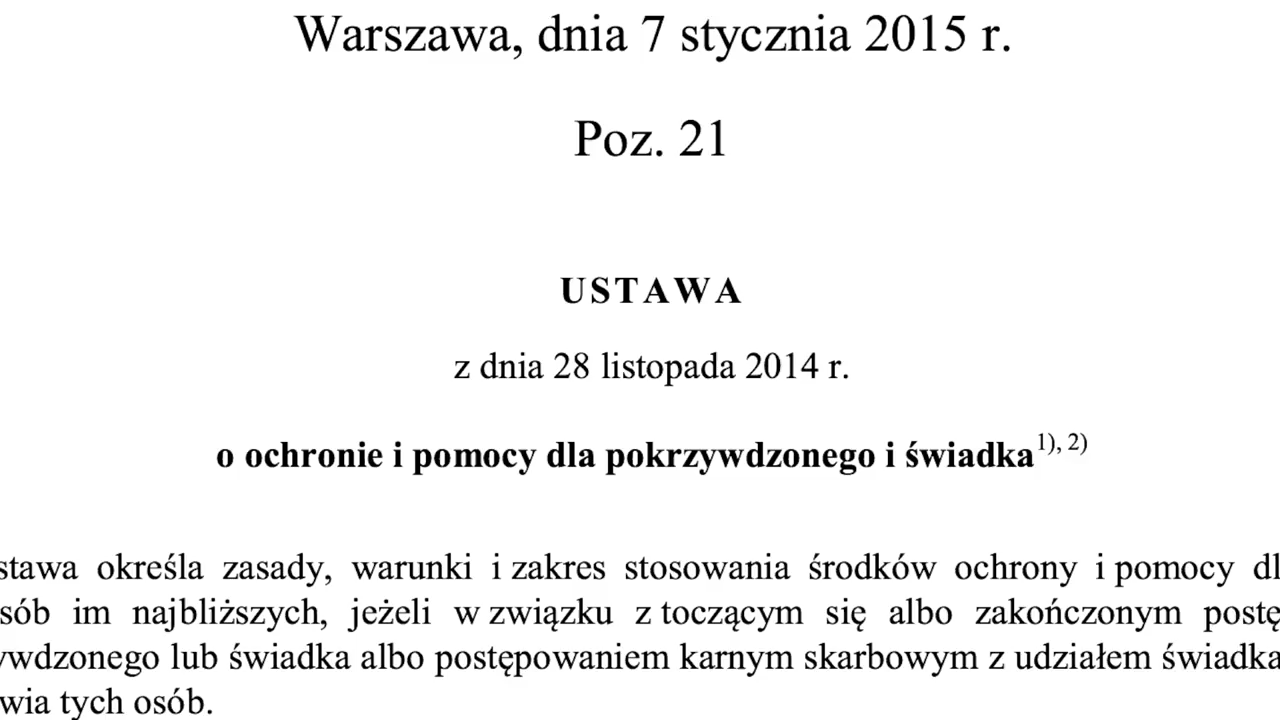 Warszawa, dnia 7 stycznia 2015 r.
Poz. 21
USTAWA
z dnia 28 listopada 2014 r.
o ochronie i pomocy dla pokrzywdzonego i świadka1), 2)
stawa określa zasady, warunki i zakres stosowania środków ochrony i pomocy dl
sób im najbliższych, jeżeli w związku z toczącym się albo zakończonym postę
ywdzonego lub świadka albo postępowaniem karnym skarbowym z udziałem świadka
wia tych osób.